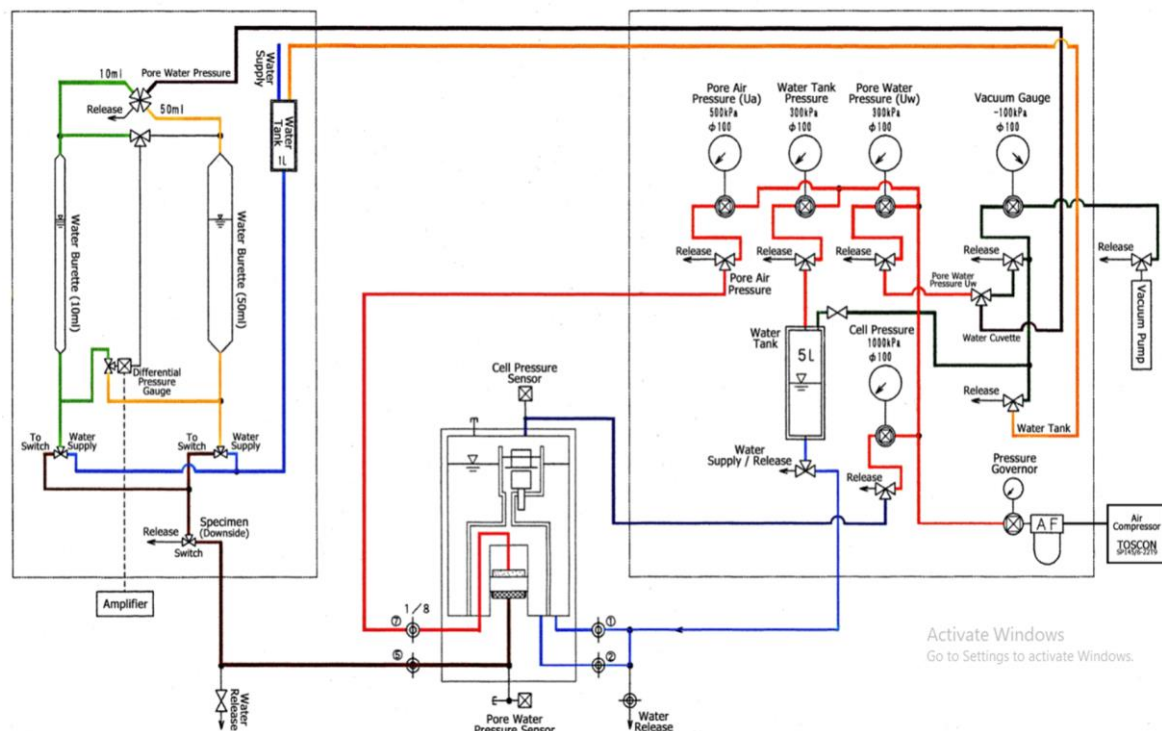 10ml
Pore Water Pressure
Release
50ml
Water
Supply
Water
Tank
1L
Water Burette (10ml)
Water Burette (50ml)
Differential
Pressure
Gauge
To
Switch
Water
Supply
To
Switch
Water
Supply
Release
Specimen
(Downside)
Switch
Amplifier
Water
Release
Pore Air
Pressure (Ua)
500kPa
φ100
Water Tank
Pressure
300kPa
φ100
Pore Water
Pressure (Uw)
300kPa
φ100
Vacuum Gauge
-100kPa
φ100
Release
Release
Release
Release
Release
Pore Air
Pressure
Pore Water
Pressure Uw
Water Cuvette
Vacuum Pump
Water
Tank
5L
Cell Pressure
1000kPa
φ100
Release
Water Tank
Water
Supply / Release
Release
Pressure
Governor
AF
Air
Compressor
TOSCON
Cell Pressure
Sensor
1/8
⑦
⑤
①
②
Pore Water
Pressure Sensor
Water
Release
Activate Windows
Go to Settings to activate Windows.